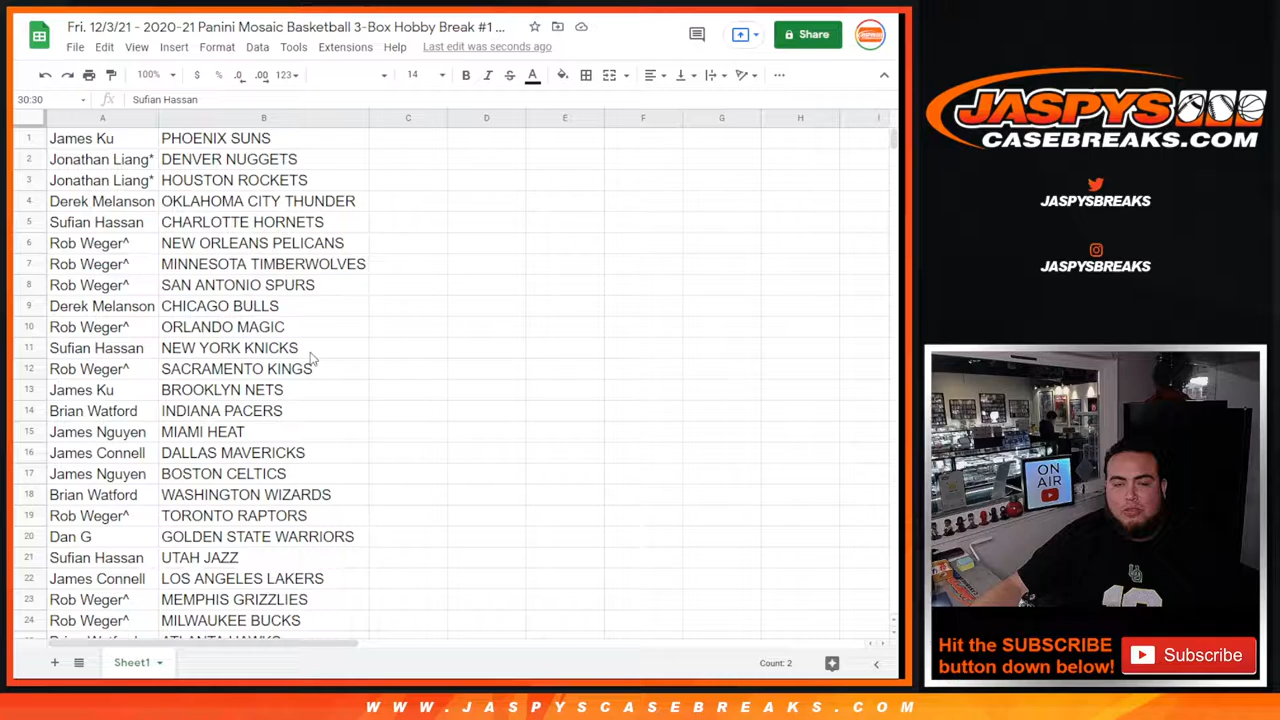 Fri. 12/3/21 - 2020-21 Panini Mosaic Basketball 3-Box Hobby Break #1 ...
File Edit View Insert Format Data Tools Extensions Help Last edit was seconds ago
Share
100% $ % .0 .00 123 14 B I S A
30:30 fx Sufian Hassan
A B C D E F G H I
1 James Ku PHOENIX SUNS
2 Jonathan Liang* DENVER NUGGETS
3 Jonathan Liang* HOUSTON ROCKETS
4 Derek Melanson OKLAHOMA CITY THUNDER
5 Sufian Hassan CHARLOTTE HORNETS
6 Rob Weger^ NEW ORLEANS PELICANS
7 Rob Weger^ MINNESOTA TIMBERWOLVES
8 Rob Weger^ SAN ANTONIO SPURS
9 Derek Melanson CHICAGO BULLS
10 Rob Weger^ ORLANDO MAGIC
11 Sufian Hassan NEW YORK KNICKS
12 Rob Weger^ SACRAMENTO KINGS
13 James Ku BROOKLYN NETS
14 Brian Watford INDIANA PACERS
15 James Nguyen MIAMI HEAT
16 James Connell DALLAS MAVERICKS
17 James Nguyen BOSTON CELTICS
18 Brian Watford WASHINGTON WIZARDS
19 Rob Weger^ TORONTO RAPTORS
20 Dan G GOLDEN STATE WARRIORS
21 Sufian Hassan UTAH JAZZ
22 James Connell LOS ANGELES LAKERS
23 Rob Weger^ MEMPHIS GRIZZLIES
24 Rob Weger^ MILWAUKEE BUCKS
Brian Watford ATLANTA HAWKS
Sheet1
Count: 2
JASPYS
CASEBREAKS.COM
JASPYSBREAKS
JASPYSBREAKS
ON
AIR
Hit the SUBSCRIBE
button down below!
Subscribe
WWW.JASPYSCASEBREAKS.COM